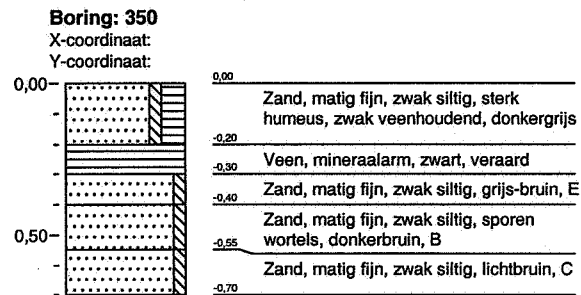 Boring: 350
X-coordinaat:
Y-coordinaat:
0,00
0,00
Zand, matig fijn, zwak siltig, sterk
humeus, zwak veenhoudend, donkergrijs
-0,20
Veen, mineraalarm, zwart, veraard
-0,30
Zand, matig fijn, zwak siltig, grijs-bruin, E
-0,40
Zand, matig fijn, zwak siltig, sporen
wortels, donkerbruin, B
0,50
-0,55
Zand, matig fijn, zwak siltig, lichtbruin, C
-0,70